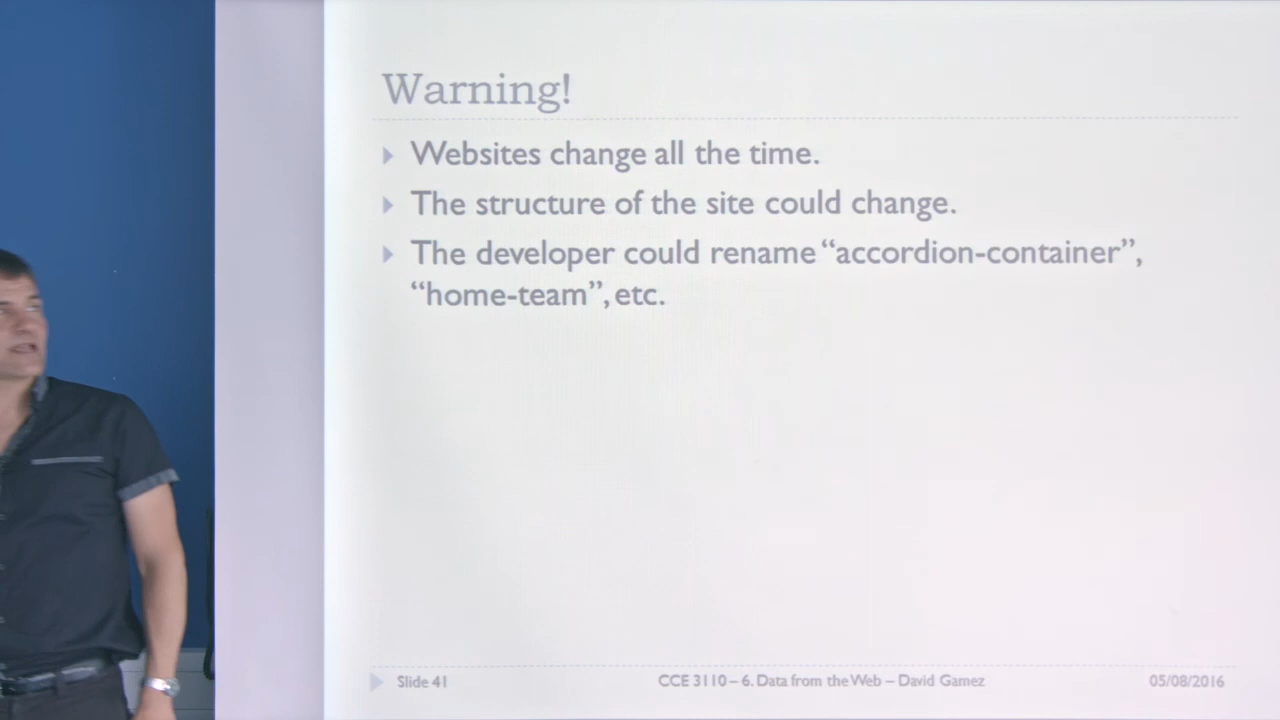 Warning!
Websites change all the time.
The structure of the site could change.
The developer could rename “accordion-container”,
“home-team”, etc.
Slide 41
CCE 3110 – 6. Data from the Web – David Gamez
05/08/2016